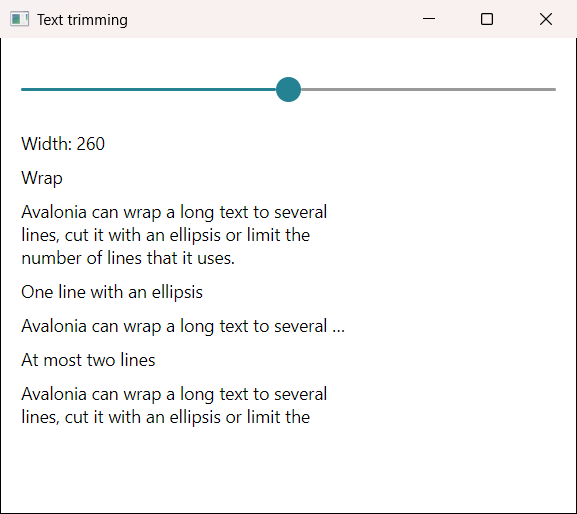 Text trimming
Width: 260
Wrap
Avalonia can wrap a long text to several
lines, cut it with an ellipsis or limit the
number of lines that it uses.
One line with an ellipsis
Avalonia can wrap a long text to several …
At most two lines
Avalonia can wrap a long text to several
lines, cut it with an ellipsis or limit the